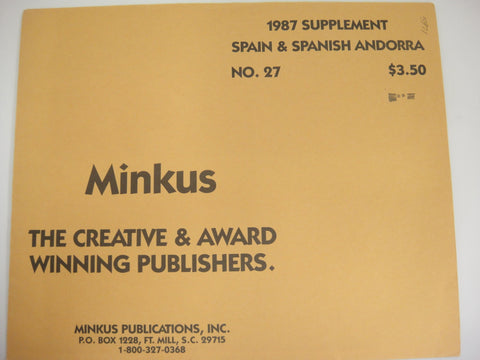 1987 SUPPLEMENT
SPAIN & SPANISH ANDORRA
NO. 27 $3.50
Minkus
THE CREATIVE & AWARD
WINNING PUBLISHERS.
MINKUS PUBLICATIONS, INC.
P.O. BOX 1228, FT. MILL, S.C. 29715
1-800-327-0368